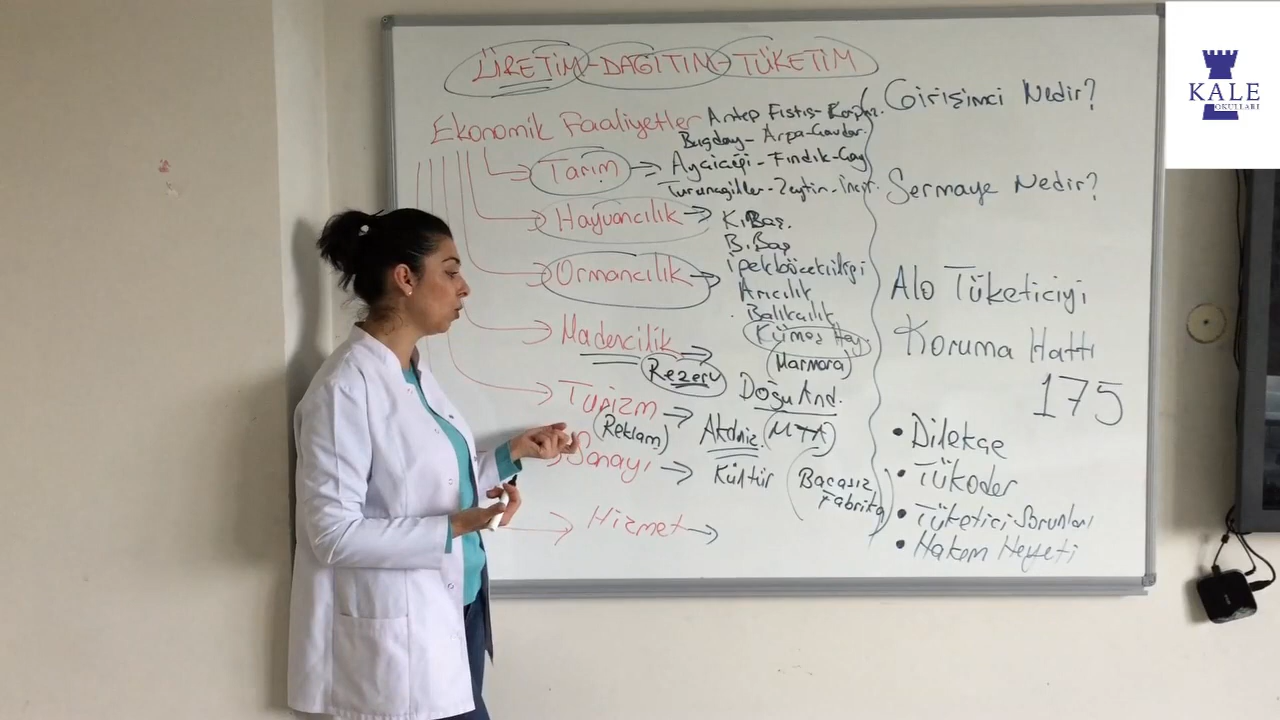 ÜRETİM-DAĞITIM-TÜKETİM
Ekonomik Faaliyetler
Tarım
Antep Fıstığı-
Buğday-Arpa-Çavdar.
Ayçiçeği-Fındık-Çay
Turunçgiller-Zeytin-İncir.
Hayvancılık
K.Baş.
B.Baş
İpekböcekçiliği
Arıcılık
Balıkçılık
Kümes Hay.
Ormancılık
Madencilik
Rezerv
(Marmara)
Doğu And.
(MTA)
Turizm
(Reklam)
Akdeniz.
Kültür
(Bacasız
Fabrika)
Sanayi
Hizmet
Girişimci Nedir?
Sermaye Nedir?
Alo Tüketiciyi
Koruma Hattı
175
• Dilekçe
• Tükoder
• Tüketici Sorunları
• Hakem Heyeti
KALE
OKULLARI